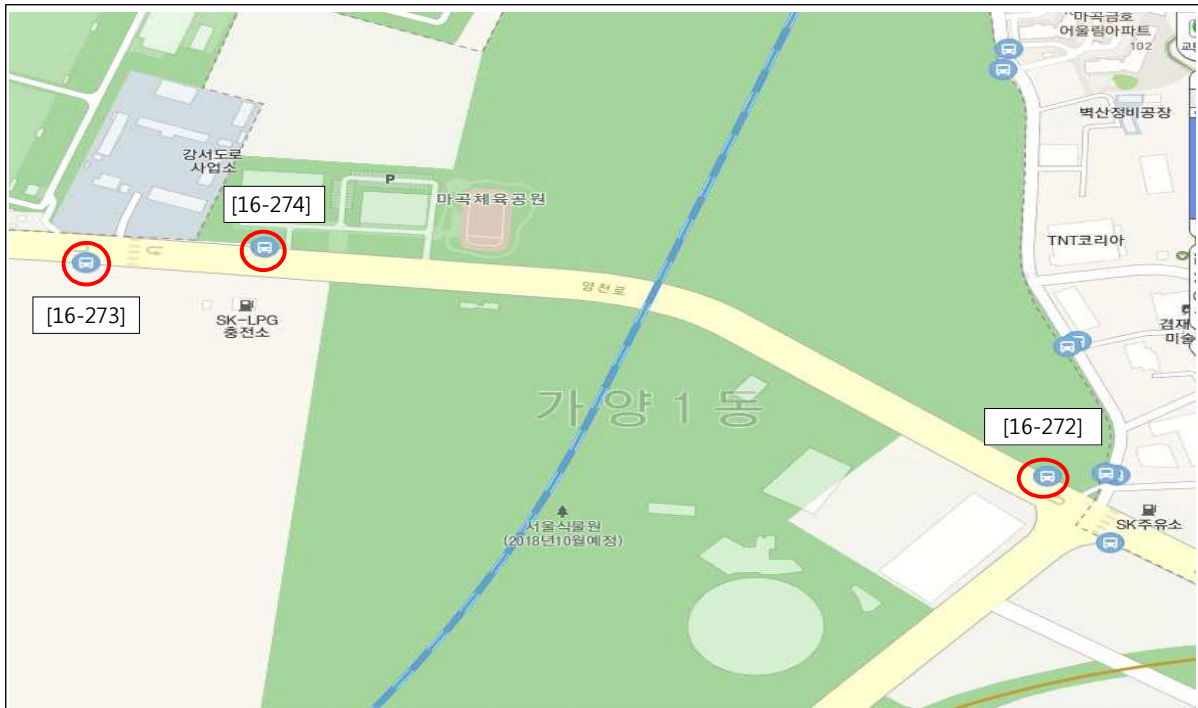 마곡금호
어울림아파트
102
벽산정비공장
강서도로
사업소
P
[16-274]
마곡체육공원
TNT코리아
양천로
[16-273]
SK-LPG
충전소
겸재
미술
가양1동
[16-272]
서울식물원
(2018년10월예정)
SK주유소